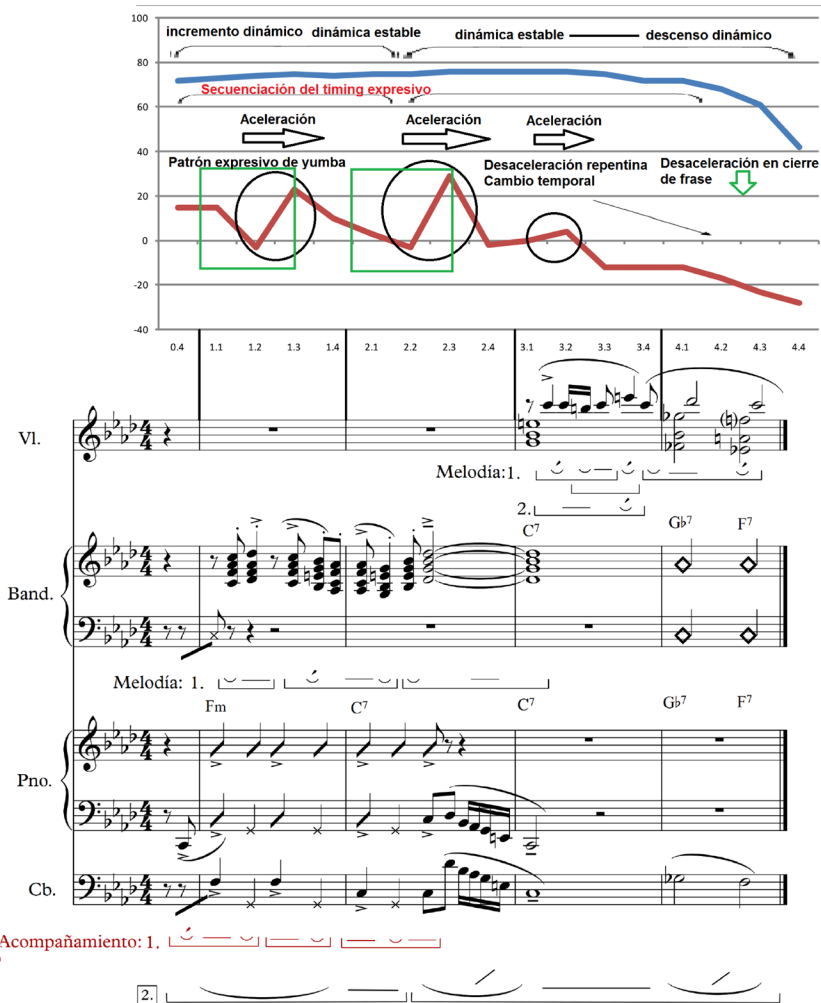 100
incremento dinámico dinámica estable dinámica estable descenso dinámico
80
Secuenciación del timing expresivo
60
Aceleración Aceleración Aceleración
40
Patrón expresivo de yumba Desaceleración repentina Desaceleración en cierre
Cambio temporal de frase
20
0
-20
-40
0.4 1.1 1.2 1.3 1.4 2.1 2.2 2.3 2.4 3.1 3.2 3.3 3.4 4.1 4.2 4.3 4.4
Vl.
Melodía:1.
2.
C7 Gb7 F7
Band.
Melodía: 1.
Fm C7 C7 Gb7 F7
Pno.
Cb.
Acompañamiento: 1.
2.